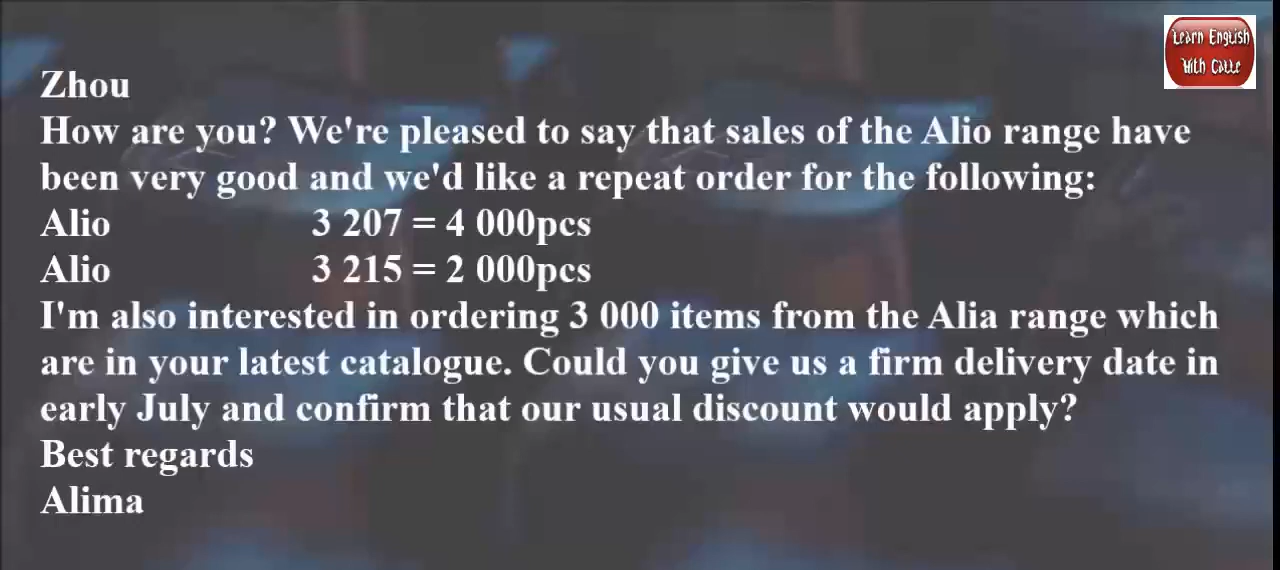 Learn English
With Catte
Zhou
How are you? We're pleased to say that sales of the Alio range have
been very good and we'd like a repeat order for the following:
Alio 3 207 = 4 000pcs
Alio 3 215 = 2 000pcs
I'm also interested in ordering 3 000 items from the Alia range which
are in your latest catalogue. Could you give us a firm delivery date in
early July and confirm that our usual discount would apply?
Best regards
Alima